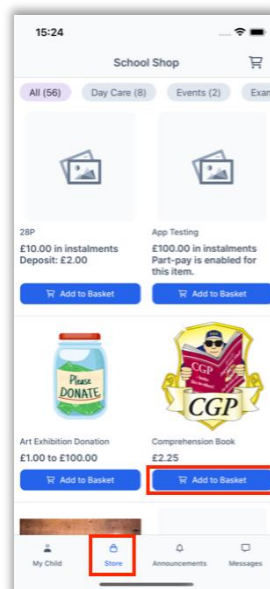 15:24
School Shop
All (56)
Day Care (8)
Events (2)
Exam
28P
£10.00 in instalments
Deposit: £2.00
Add to Basket
App Testing
£100.00 in instalments
Part-pay is enabled for
this item.
Add to Basket
Please
DONATE
Art Exhibition Donation
£1.00 to £100.00
Add to Basket
CGP
CGP
Comprehension Book
£2.25
Add to Basket
My Child
Store
Announcements
Messages